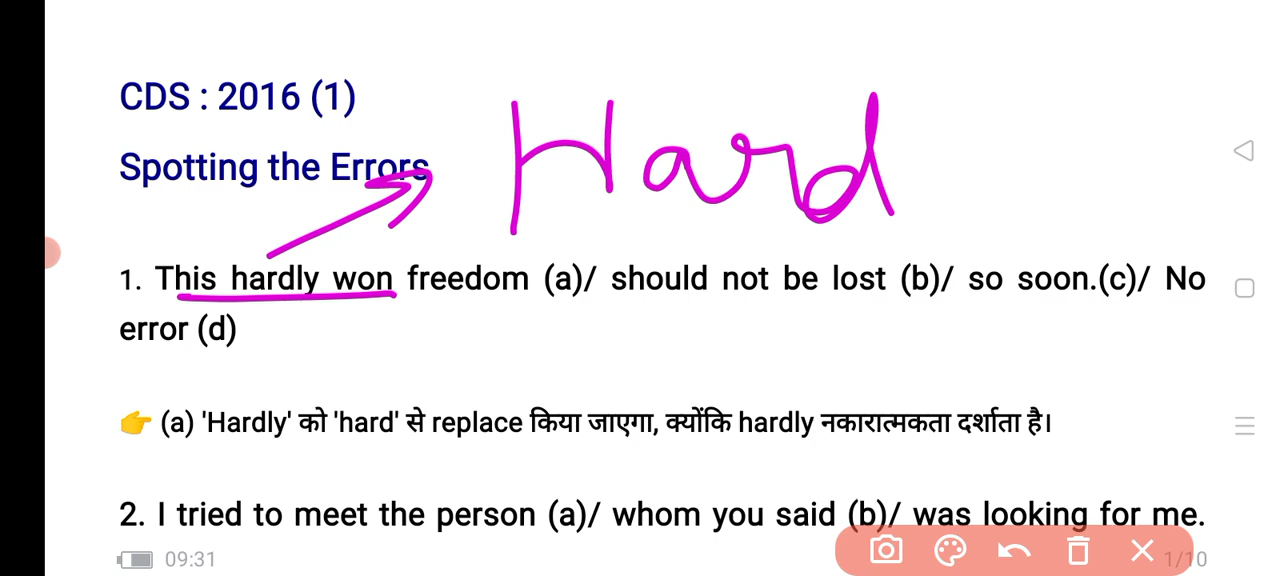 CDS : 2016 (1)
Hard
Spotting the Errors
1. This hardly won freedom (a)/ should not be lost (b)/ so soon.(c)/ No
error (d)
👉 (a) 'Hardly' को 'hard' से replace किया जाएगा, क्योंकि hardly नकारात्मकता दर्शाता है।
2. I tried to meet the person (a)/ whom you said (b)/ was looking for me.
09:31
1/10